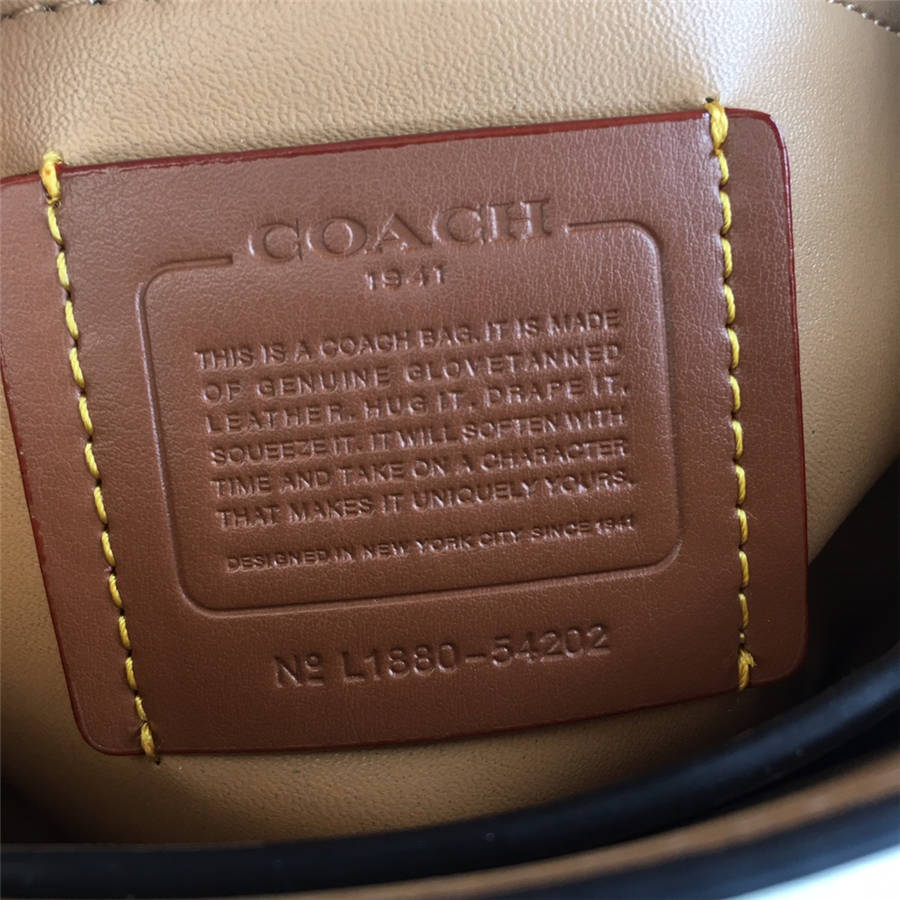 COACH
1941
THIS IS A COACH BAG. IT IS MADE
OF GENUINE GLOVETANNED
LEATHER. HUG IT. DRAPE IT.
SQUEEZE IT. IT WILL SOFTEN WITH
TIME AND TAKE ON A CHARACTER
THAT MAKES IT UNIQUELY YOURS.
DESIGNED IN NEW YORK CITY SINCE 1941
Nº L1880-54202